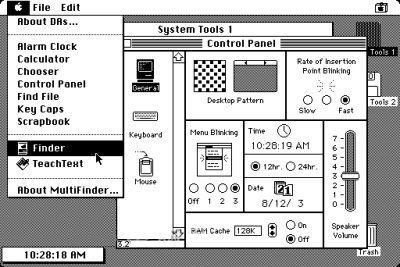 File Edit
About DAs...
Alarm Clock
Calculator
Chooser
Control Panel
Find File
Key Caps
Scrapbook
Finder
TeachText
About MultiFinder...
System Tools 1
Control Panel
General
Keyboard
Mouse
3.2
Desktop Pattern
Rate of Insertion
Point Blinking
Slow Fast
Menu Blinking
Off 1 2 3
Time
10:28:19 AM
12hr. 24hr.
Date
8/12/ 3
7
6
5
4
3
2
1
0
Speaker
Volume
RAM Cache 128K On
Off
Tools 1
Tools 2
Trash
10:28:18 AM